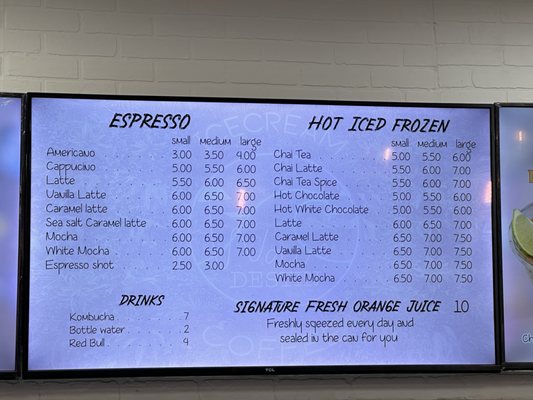 ESPRESSO
small medium large
Americano 3.00 3.50 4.00
Cappucino 5.00 5.50 6.00
Latte 5.50 6.00 6.50
Vanilla Latte 6.00 6.50 7.00
Caramel latte 6.00 6.50 7.00
Sea salt Caramel latte 6.00 6.50 7.00
Mocha 6.00 6.50 7.00
White Mocha 6.00 6.50 7.00
Espresso shot 2.50 3.00
DRINKS
Kombucha 7
Bottle water 2
Red Bull 4
HOT ICED FROZEN
small medium large
Chai Tea 5.00 5.50 6.00
Chai Latte 5.50 6.00 7.00
Chai Tea Spice 5.50 6.00 7.00
Hot Chocolate 5.00 5.50 6.00
Hot White Chocolate 5.00 5.50 6.00
Latte 6.00 6.50 7.50
Caramel Latte 6.50 7.00 7.50
Vanilla Latte 6.50 7.00 7.50
Mocha 6.50 7.00 7.50
White Mocha 6.50 7.00 7.50
SIGNATURE FRESH ORANGE JUICE 10
Freshly sqeezed every day and
sealed in the can for you
TCL